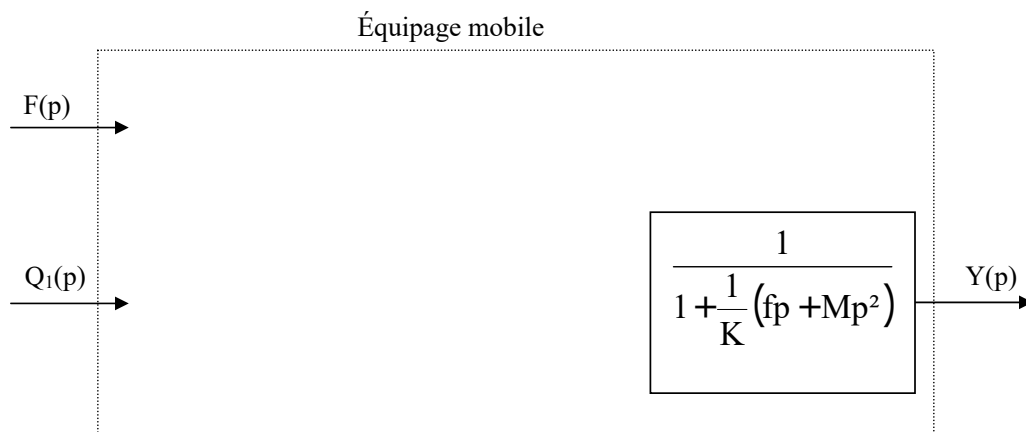 Équipage mobile
F(p)
Q₁(p)
1
1 + 1/K (fp + Mp²)
Y(p)